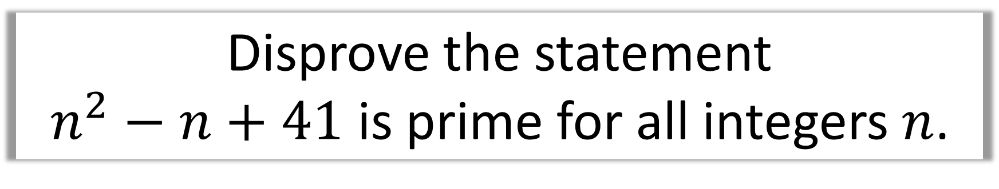 Disprove the statement
𝑛² − 𝑛 + 41 is prime for all integers 𝑛.